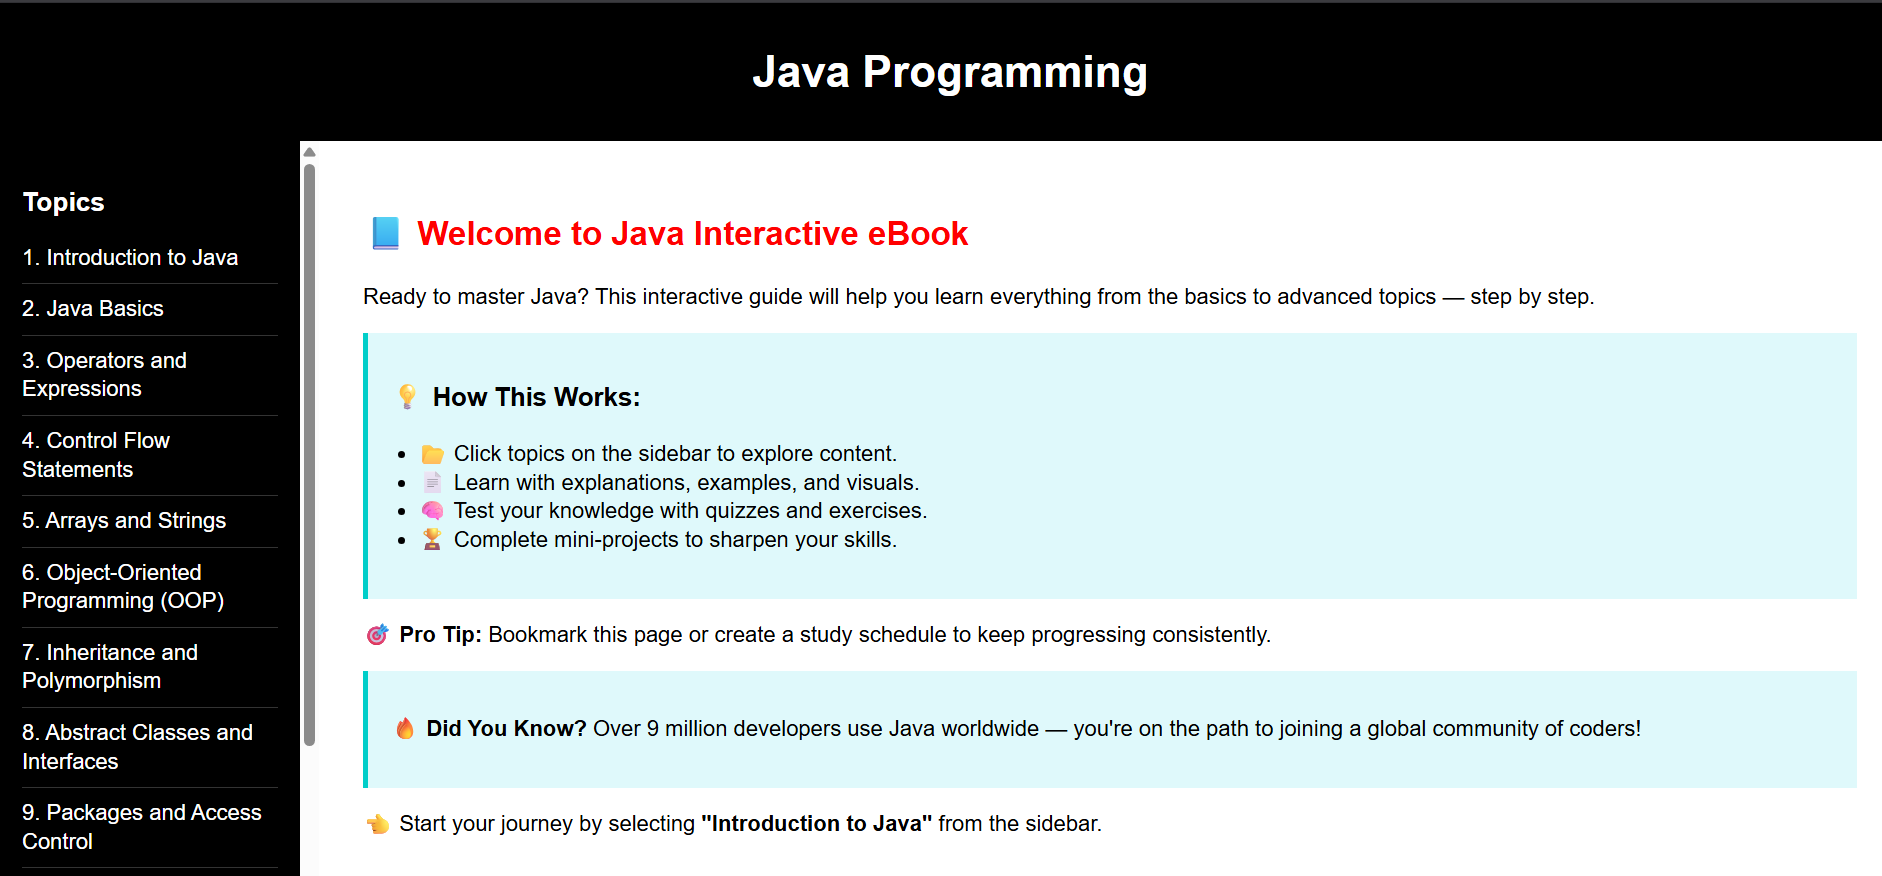 Java Programming
Topics
1. Introduction to Java
2. Java Basics
3. Operators and
Expressions
4. Control Flow
Statements
5. Arrays and Strings
6. Object-Oriented
Programming (OOP)
7. Inheritance and
Polymorphism
8. Abstract Classes and
Interfaces
9. Packages and Access
Control
Welcome to Java Interactive eBook
Ready to master Java? This interactive guide will help you learn everything from the basics to advanced topics — step by step.
How This Works:
Click topics on the sidebar to explore content.
Learn with explanations, examples, and visuals.
Test your knowledge with quizzes and exercises.
Complete mini-projects to sharpen your skills.
Pro Tip: Bookmark this page or create a study schedule to keep progressing consistently.
Did You Know? Over 9 million developers use Java worldwide — you're on the path to joining a global community of coders!
Start your journey by selecting "Introduction to Java" from the sidebar.